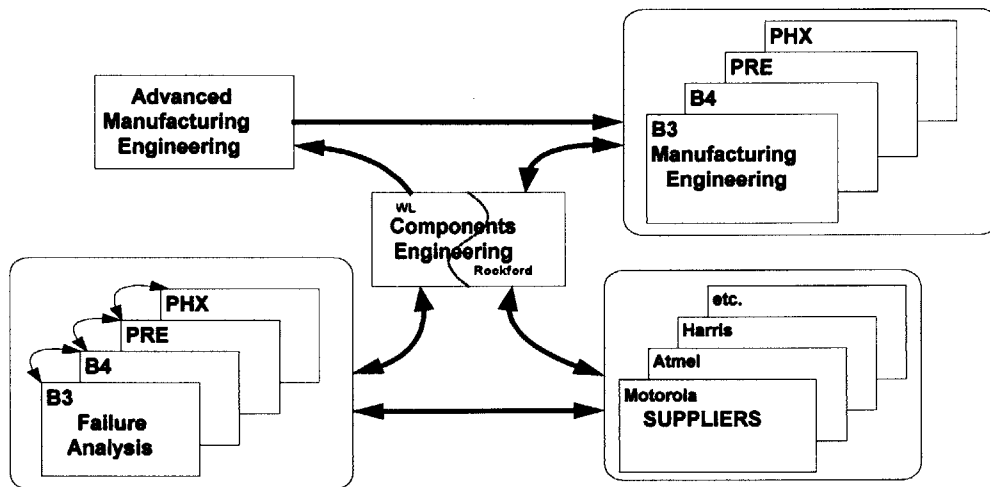 Advanced
Manufacturing
Engineering
PHX
PRE
B4
B3
Manufacturing
Engineering
WL
Components
Engineering
Rockford
PHX
PRE
B4
B3
Failure
Analysis
etc.
Harris
Atmel
Motorola
SUPPLIERS